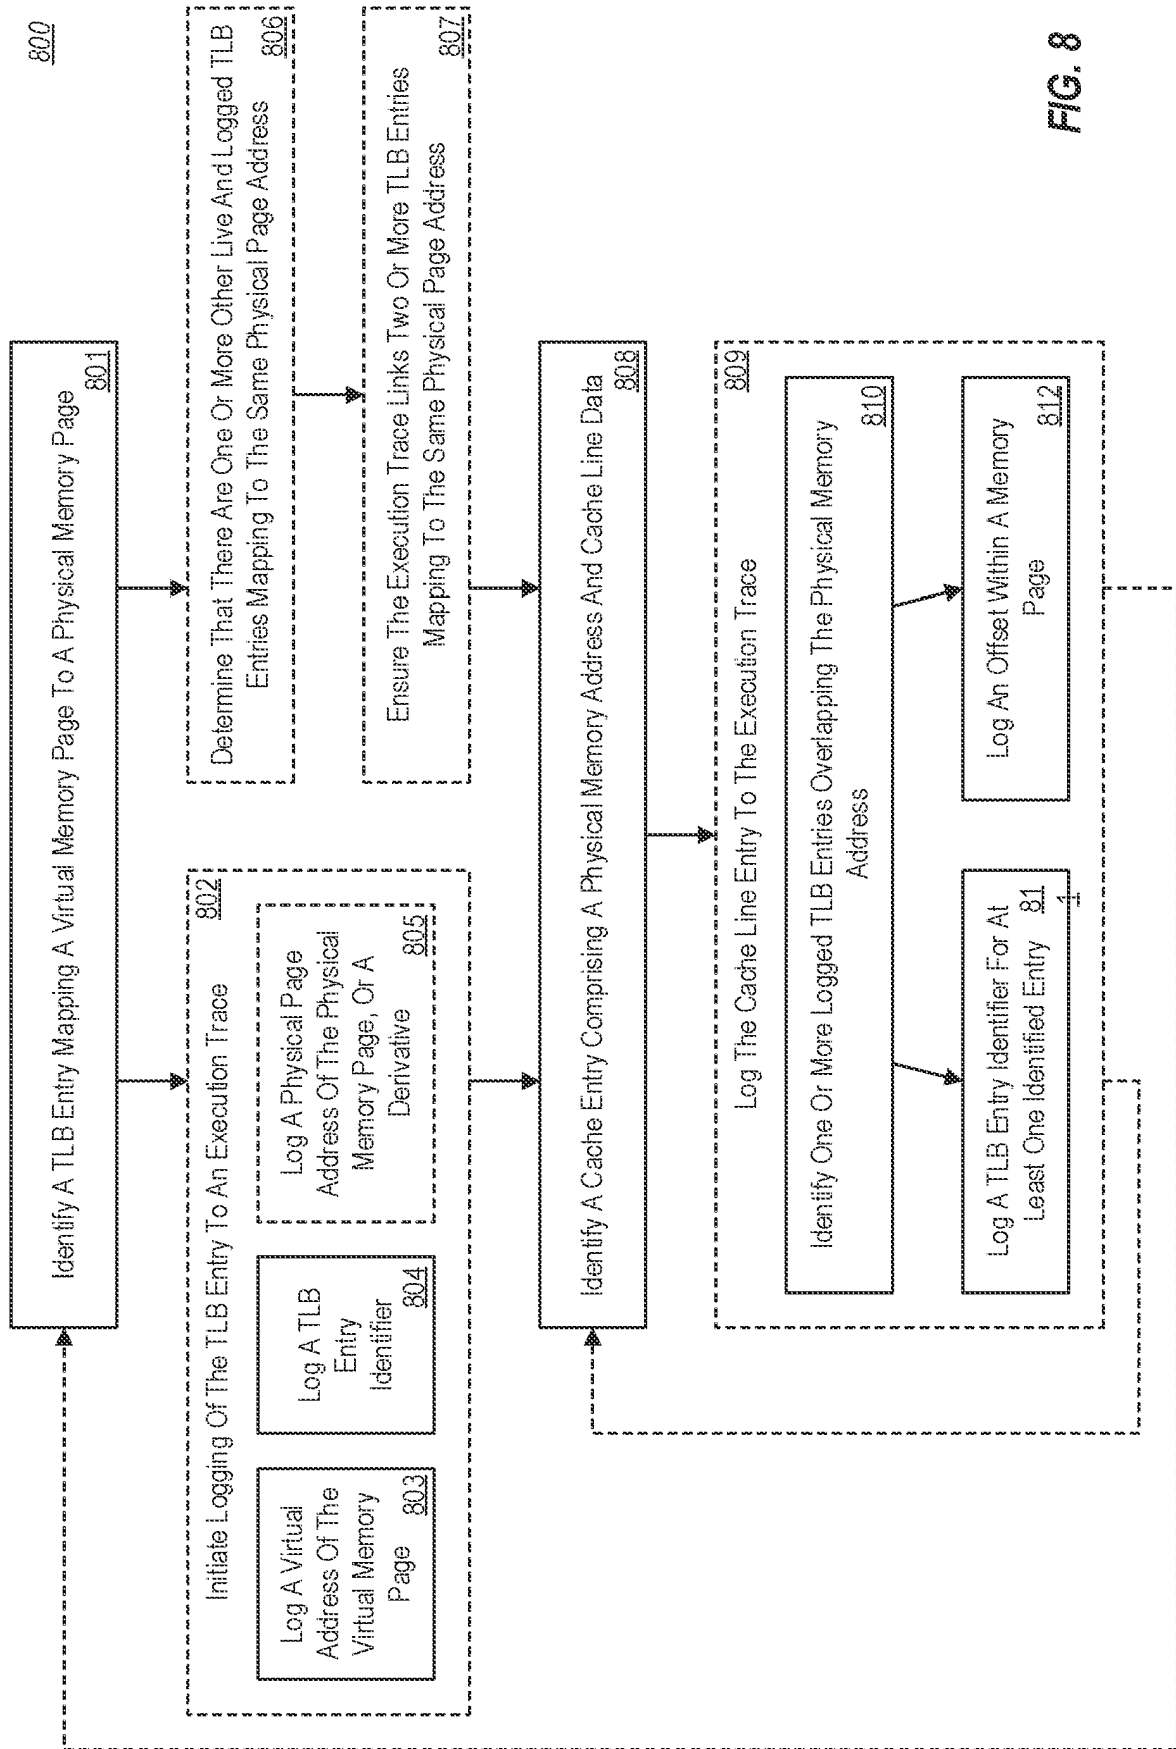 800
Identify A TLB Entry Mapping A Virtual Memory Page To A Physical Memory Page
801
Initiate Logging Of The TLB Entry To An Execution Trace
802
Log A Virtual
Address Of The
Virtual Memory
Page
803
Log A TLB
Entry
Identifier
804
Log A Physical Page
Address Of The Physical
Memory Page, Or A
Derivative
805
Determine That There Are One Or More Other Live And Logged TLB
Entries Mapping To The Same Physical Page Address
806
Ensure The Execution Trace Links Two Or More TLB Entries
Mapping To The Same Physical Page Address
807
Identify A Cache Entry Comprising A Physical Memory Address And Cache Line Data
808
Log The Cache Line Entry To The Execution Trace
809
Identify One Or More Logged TLB Entries Overlapping The Physical Memory
Address
810
Log A TLB Entry Identifier For At
Least One Identified Entry
81
1
Log An Offset Within A Memory
Page
812
FIG. 8